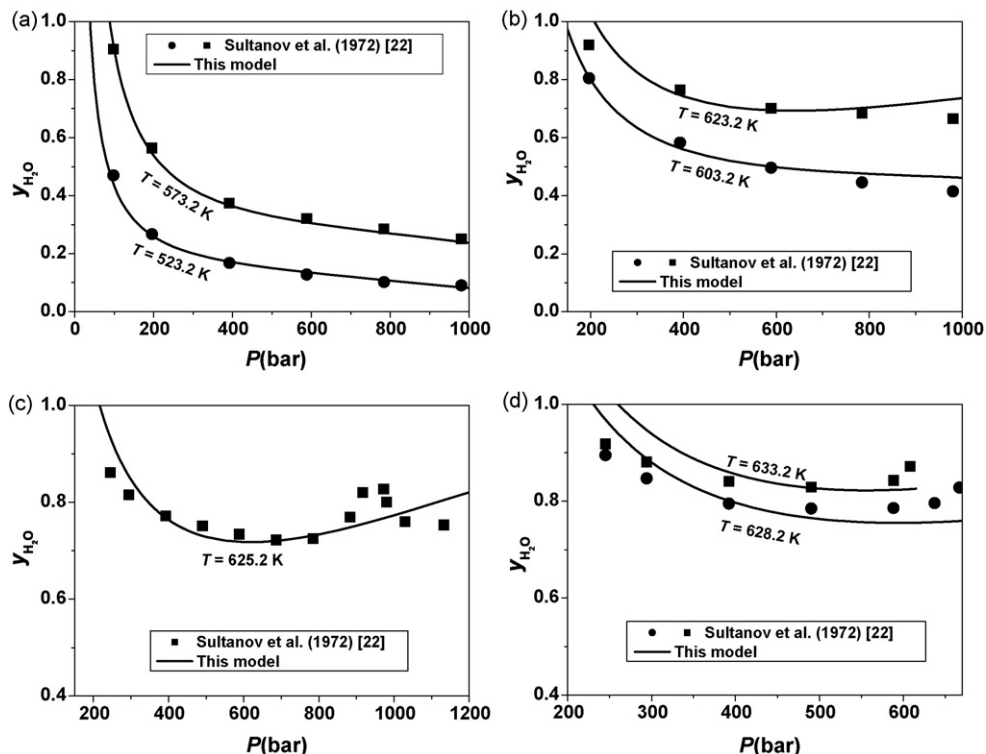 (a)
1.0
0.8
0.6
0.4
0.2
0.0
yH₂O
Sultanov et al. (1972) [22]
This model
T = 573.2 K
T = 523.2 K
0 200 400 600 800 1000
P(bar)
(b)
1.0
0.8
0.6
0.4
0.2
0.0
yH₂O
T = 623.2 K
T = 603.2 K
Sultanov et al. (1972) [22]
This model
200 400 600 800 1000
P(bar)
(c)
1.0
0.8
0.6
0.4
yH₂O
T = 625.2 K
Sultanov et al. (1972) [22]
This model
200 400 600 800 1000 1200
P(bar)
(d)
1.0
0.8
0.6
0.4
yH₂O
T = 633.2 K
T = 628.2 K
Sultanov et al. (1972) [22]
This model
200 300 400 500 600
P(bar)